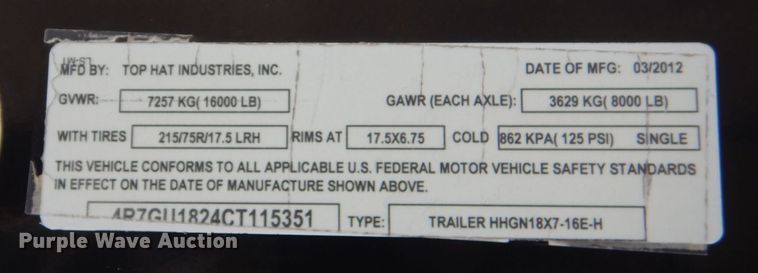 MFD BY: TOP HAT INDUSTRIES, INC. DATE OF MFG: 03/2012
GVWR: 7257 KG( 16000 LB) GAWR (EACH AXLE): 3629 KG( 8000 LB)
WITH TIRES 215/75R/17.5 LRH RIMS AT 17.5X6.75 COLD 862 KPA( 125 PSI) SINGLE
THIS VEHICLE CONFORMS TO ALL APPLICABLE U.S. FEDERAL MOTOR VEHICLE SAFETY STANDARDS
IN EFFECT ON THE DATE OF MANUFACTURE SHOWN ABOVE.
4R7GU1824CT115351 TYPE: TRAILER HHGN18X7-16E-H
Purple Wave Auction